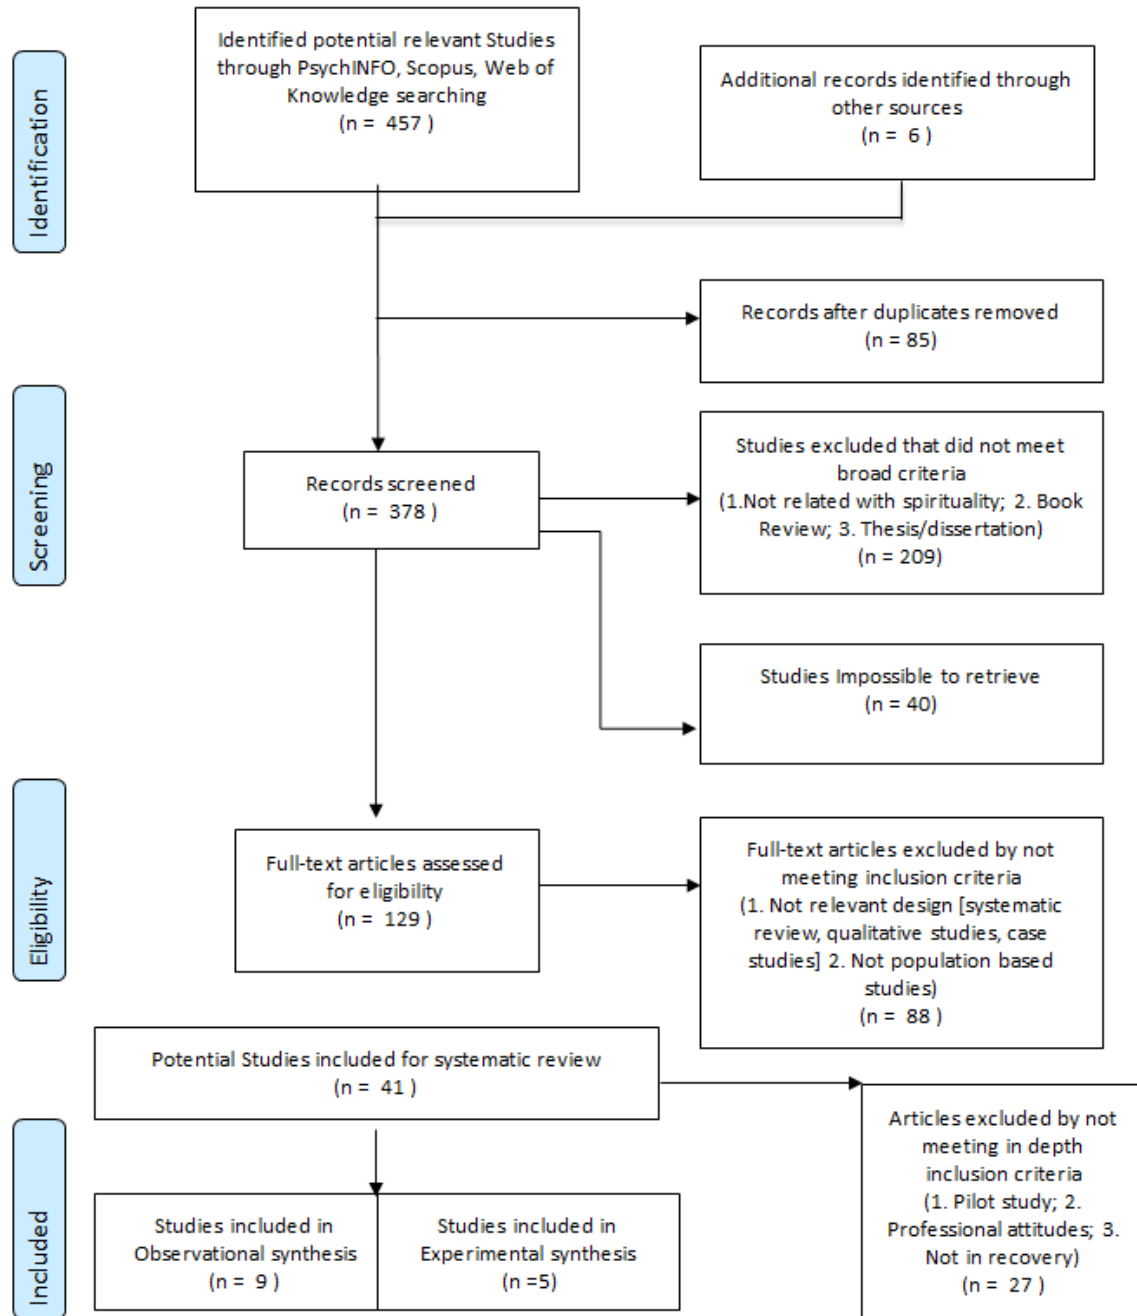 Identified potential relevant Studies
through PsychINFO, Scopus, Web of
Knowledge searching
(n = 457 )
Additional records identified through
other sources
(n = 6 )
Identification
Records after duplicates removed
(n = 85)
Screening
Records screened
(n = 378 )
Studies excluded that did not meet
broad criteria
(1.Not related with spirituality; 2. Book
Review; 3. Thesis/dissertation)
(n = 209)
Studies Impossible to retrieve
(n = 40)
Eligibility
Full-text articles assessed
for eligibility
(n = 129 )
Full-text articles excluded by not
meeting inclusion criteria
(1. Not relevant design [systematic
review, qualitative studies, case
studies] 2. Not population based
studies)
(n = 88 )
Potential Studies included for systematic review
(n = 41 )
Included
Articles excluded by not
meeting in depth
inclusion criteria
(1. Pilot study; 2.
Professional attitudes; 3.
Not in recovery)
(n = 27 )
Studies included in
Observational synthesis
(n = 9 )
Studies included in
Experimental synthesis
(n =5)